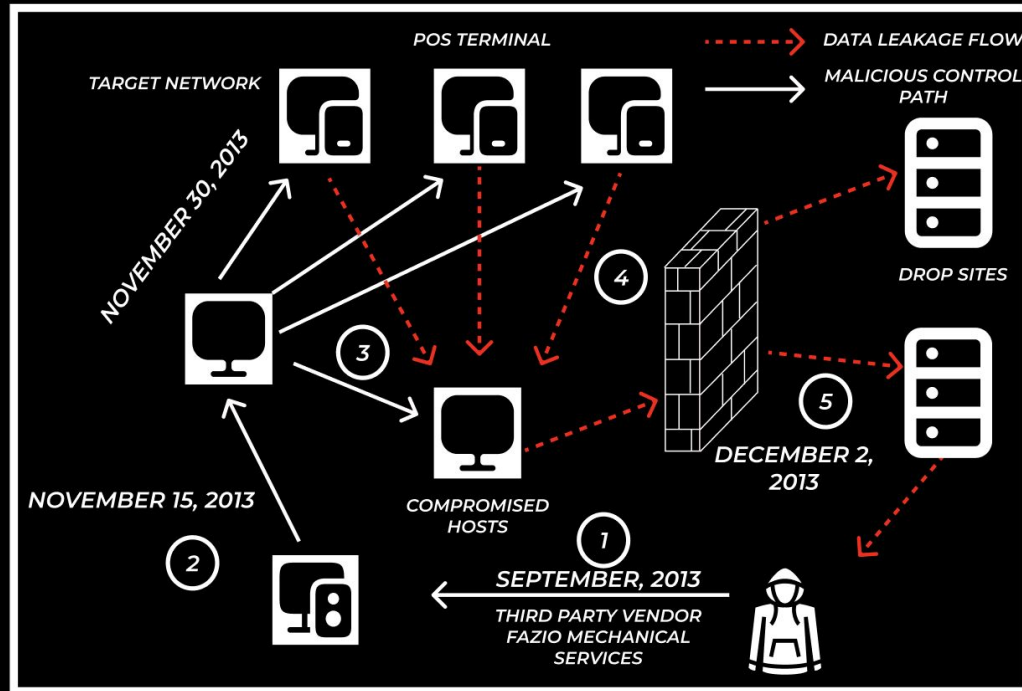 POS TERMINAL
DATA LEAKAGE FLOW
TARGET NETWORK
MALICIOUS CONTROL
PATH
NOVEMBER 30, 2013
DROP SITES
4
3
5
DECEMBER 2,
2013
NOVEMBER 15, 2013
COMPROMISED
HOSTS
2
1
SEPTEMBER, 2013
THIRD PARTY VENDOR
FAZIO MECHANICAL
SERVICES